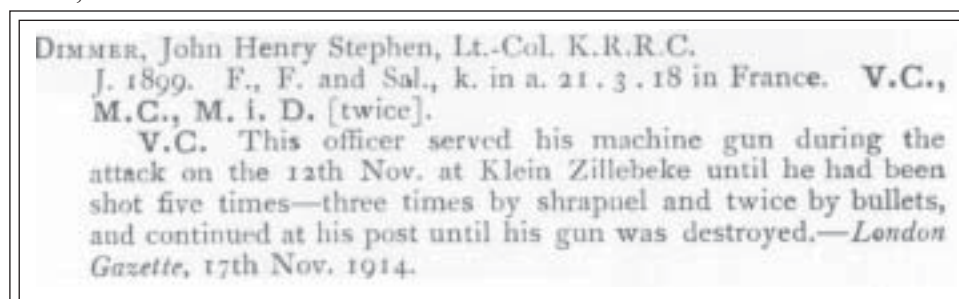 DIMMER, John Henry Stephen, Lt.-Col. K.R.R.C.
J. 1899. F., F. and Sal., k. in a. 21.3.18 in France. V.C.,
M.C., M. i. D. [twice].
V.C. This officer served his machine gun during the
attack on the 12th Nov. at Klein Zillebeke until he had been
shot five times—three times by shrapnel and twice by bullets,
and continued at his post until his gun was destroyed.—London
Gazette, 17th Nov. 1914.